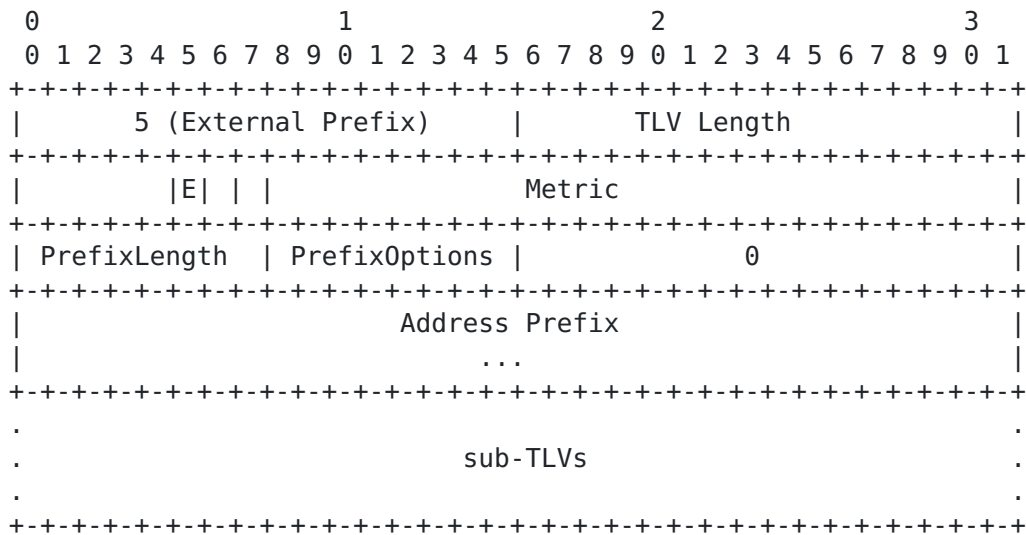 0                   1                   2                   3
 0 1 2 3 4 5 6 7 8 9 0 1 2 3 4 5 6 7 8 9 0 1 2 3 4 5 6 7 8 9 0 1
+-+-+-+-+-+-+-+-+-+-+-+-+-+-+-+-+-+-+-+-+-+-+-+-+-+-+-+-+-+-+-+-+
|       5 (External Prefix)     |       TLV Length              |
+-+-+-+-+-+-+-+-+-+-+-+-+-+-+-+-+-+-+-+-+-+-+-+-+-+-+-+-+-+-+-+-+
|         |E| | |                Metric                         |
+-+-+-+-+-+-+-+-+-+-+-+-+-+-+-+-+-+-+-+-+-+-+-+-+-+-+-+-+-+-+-+-+
| PrefixLength  | PrefixOptions |              0                |
+-+-+-+-+-+-+-+-+-+-+-+-+-+-+-+-+-+-+-+-+-+-+-+-+-+-+-+-+-+-+-+-+
|                        Address Prefix                         |
|                             ...                               |
+-+-+-+-+-+-+-+-+-+-+-+-+-+-+-+-+-+-+-+-+-+-+-+-+-+-+-+-+-+-+-+-+
.                                                               .
.                            sub-TLVs                           .
.                                                               .
+-+-+-+-+-+-+-+-+-+-+-+-+-+-+-+-+-+-+-+-+-+-+-+-+-+-+-+-+-+-+-+-+